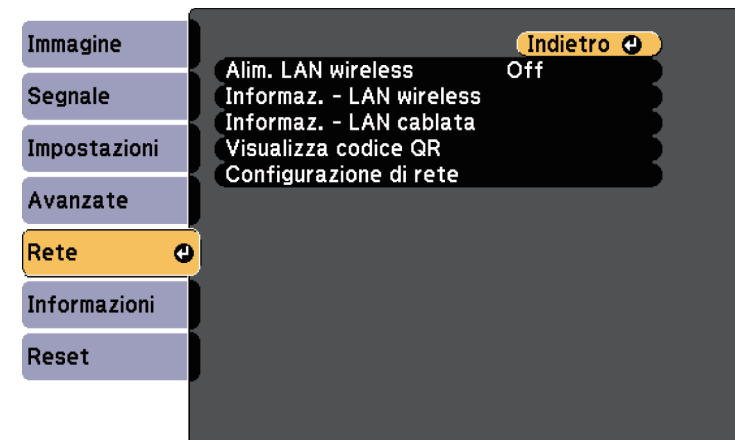 Immagine
Segnale
Impostazioni
Avanzate
Rete
Informazioni
Reset
Indietro
Alim. LAN wireless Off
Informaz. - LAN wireless
Informaz. - LAN cablata
Visualizza codice QR
Configurazione di rete